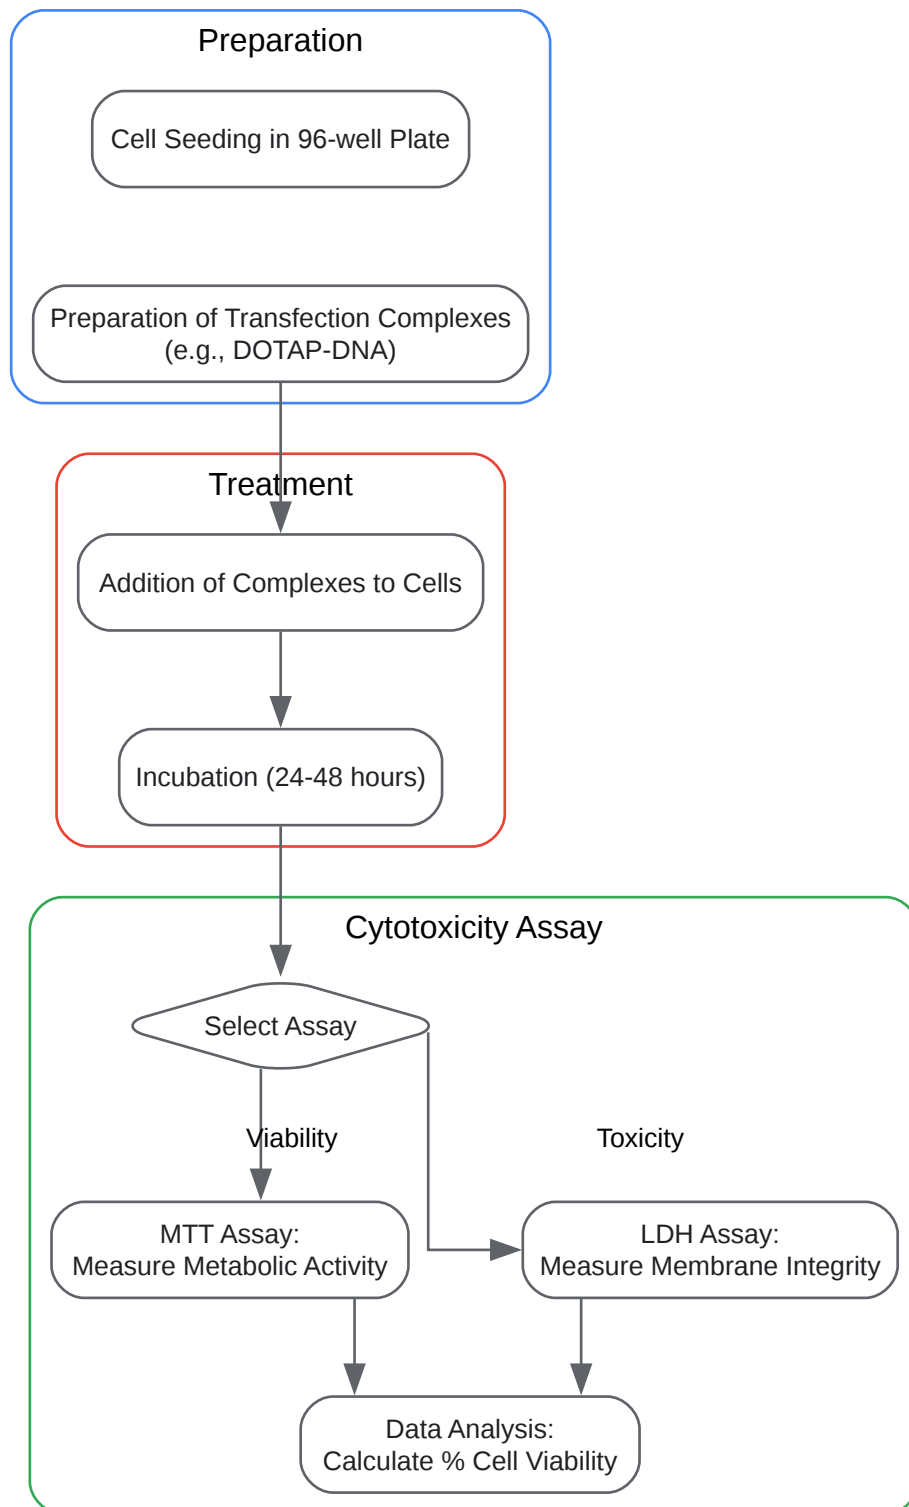 Preparation
Cell Seeding in 96-well Plate
Preparation of Transfection Complexes
(e.g., DOTAP-DNA)
Treatment
Addition of Complexes to Cells
Incubation (24-48 hours)
Cytotoxicity Assay
Select Assay
Viability
Toxicity
MTT Assay:
Measure Metabolic Activity
LDH Assay:
Measure Membrane Integrity
Data Analysis:
Calculate % Cell Viability